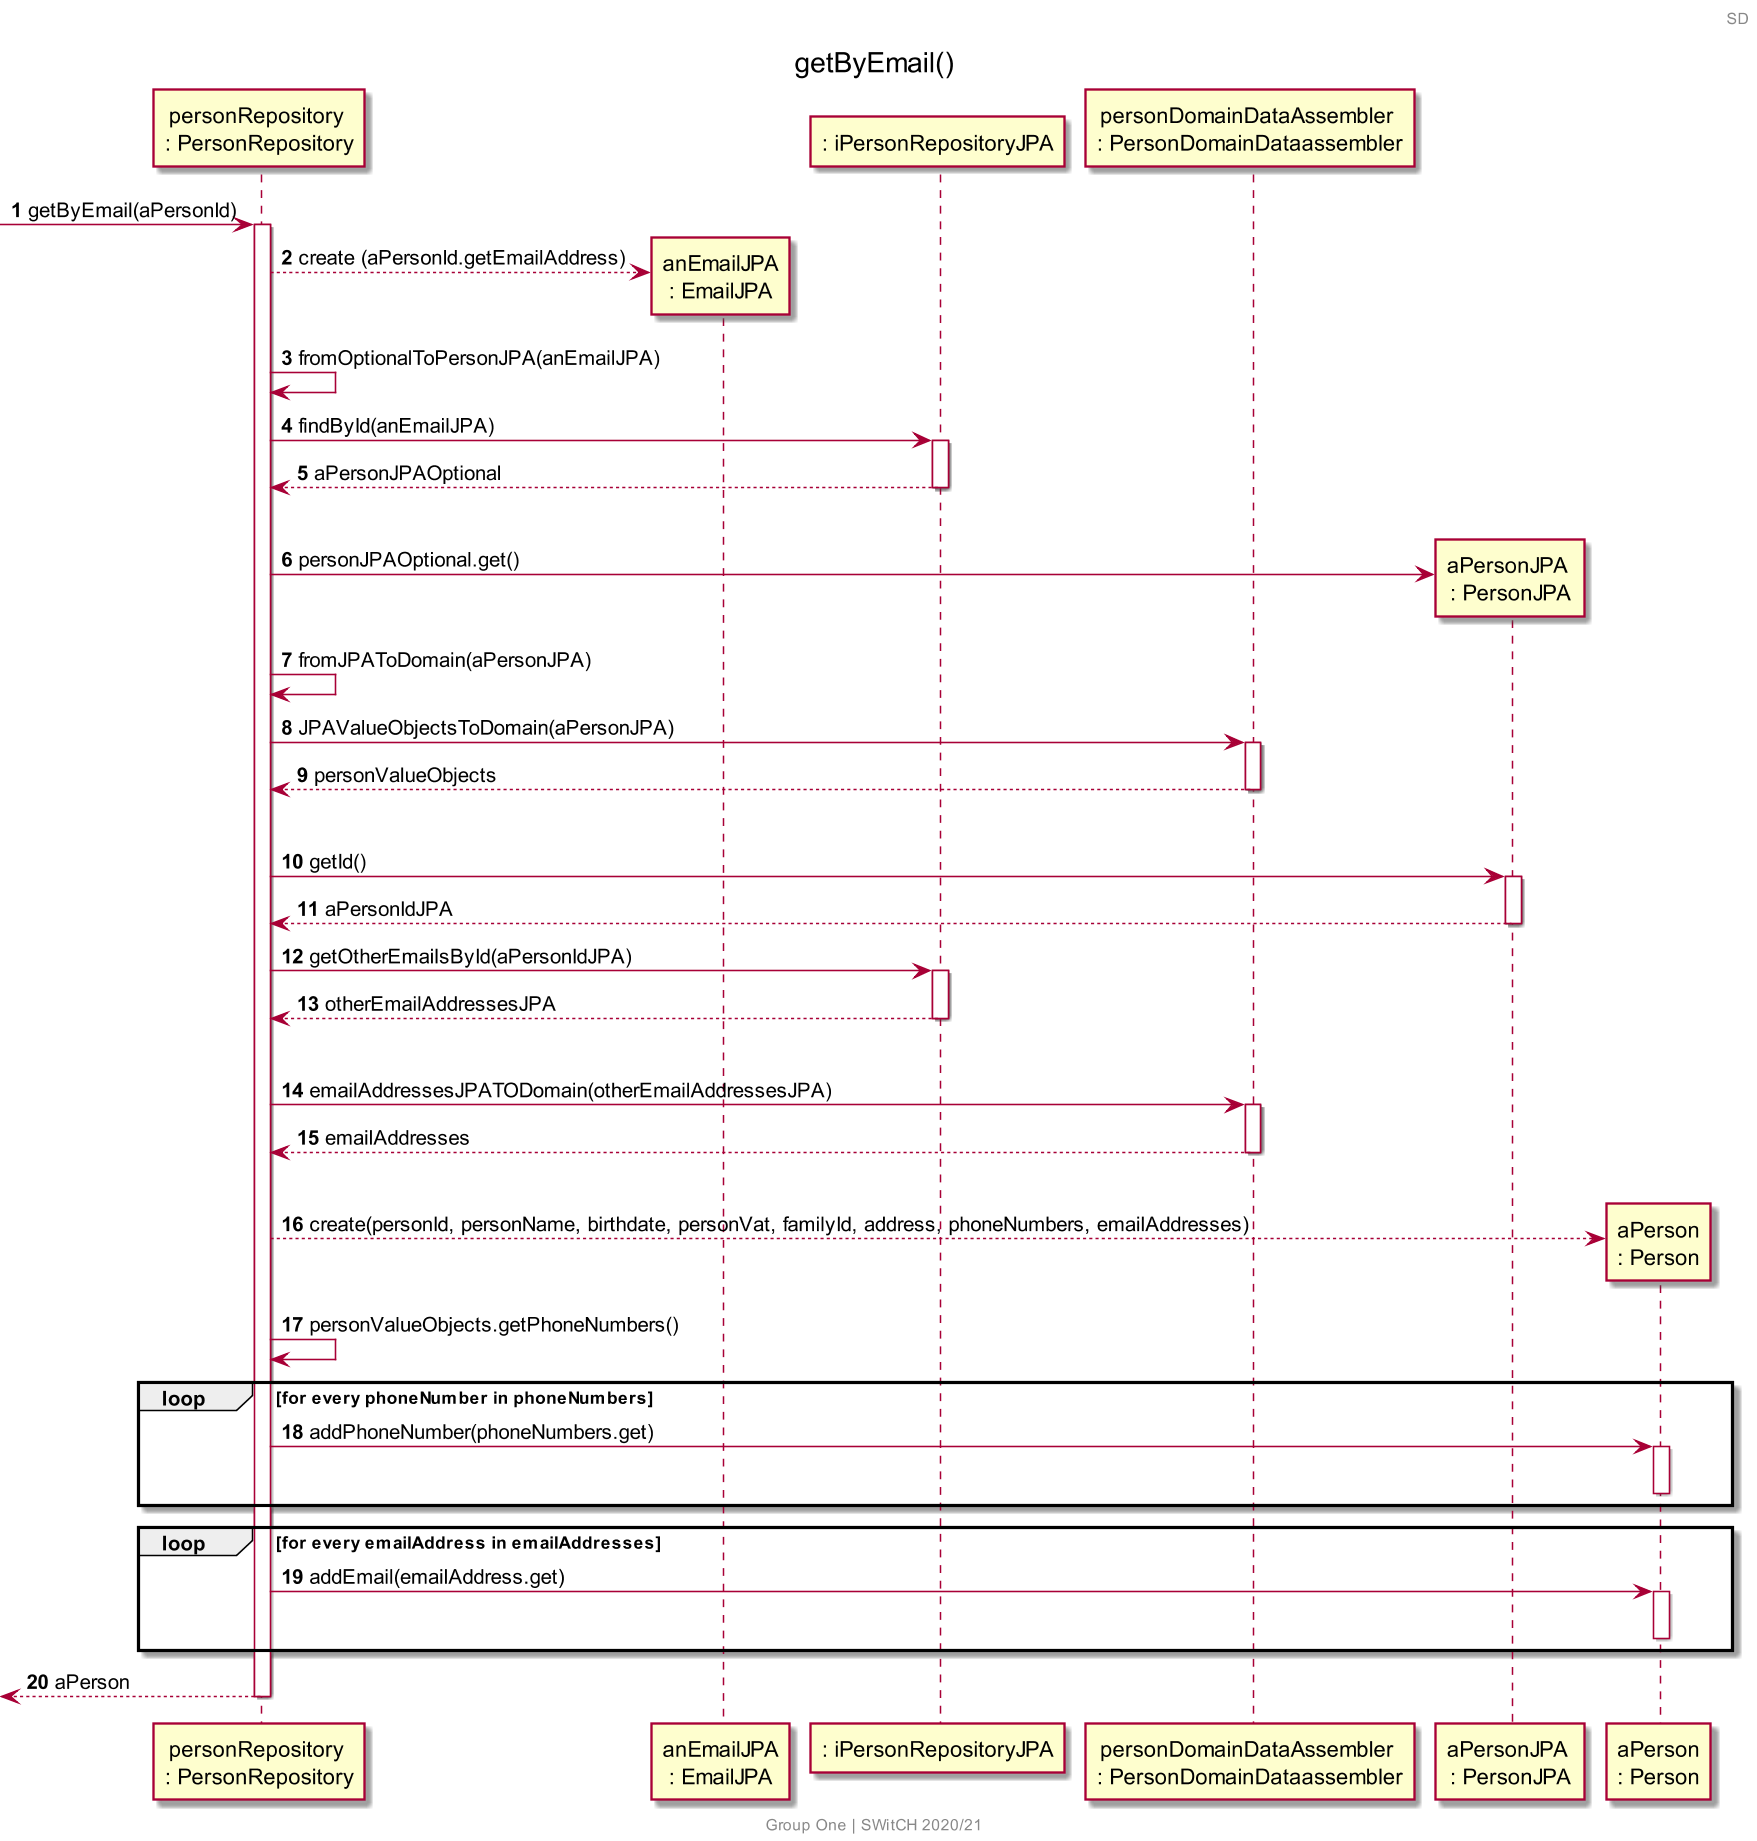 SD
getByEmail()
personRepository
: PersonRepository
: iPersonRepositoryJPA
personDomainDataAssembler
: PersonDomainDataassembler
1 getByEmail(aPersonId)
2 create (aPersonId.getEmailAddress)
anEmailJPA
: EmailJPA
3 fromOptionalToPersonJPA(anEmailJPA)
4 findById(anEmailJPA)
5 aPersonJPAOptional
6 personJPAOptional.get()
aPersonJPA
: PersonJPA
7 fromJPAToDomain(aPersonJPA)
8 JPAValueObjectsToDomain(aPersonJPA)
9 personValueObjects
10 getId()
11 aPersonIdJPA
12 getOtherEmailsById(aPersonIdJPA)
13 otherEmailAddressesJPA
14 emailAddressesJPATODomain(otherEmailAddressesJPA)
15 emailAddresses
16 create(personId, personName, birthdate, personVat, familyId, address, phoneNumbers, emailAddresses)
aPerson
: Person
17 personValueObjects.getPhoneNumbers()
loop [for every phoneNumber in phoneNumbers]
18 addPhoneNumber(phoneNumbers.get)
loop [for every emailAddress in emailAddresses]
19 addEmail(emailAddress.get)
20 aPerson
personRepository
: PersonRepository
anEmailJPA
: EmailJPA
: iPersonRepositoryJPA
personDomainDataAssembler
: PersonDomainDataassembler
aPersonJPA
: PersonJPA
aPerson
: Person
Group One | SWitCH 2020/21